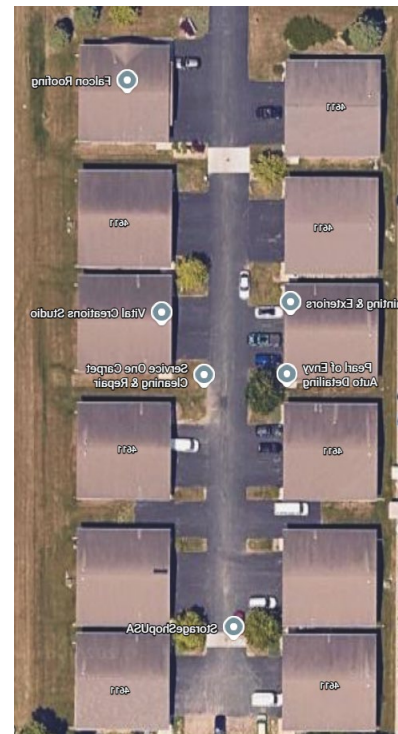 Falcon Roofing
4611
4611
4611
inting & Exteriors
Vital Creations Studio
Pearl of Envy
Auto Detailing
Service One Carpet
Cleaning & Repair
4611
4611
StorageShopUSA
4611
4611